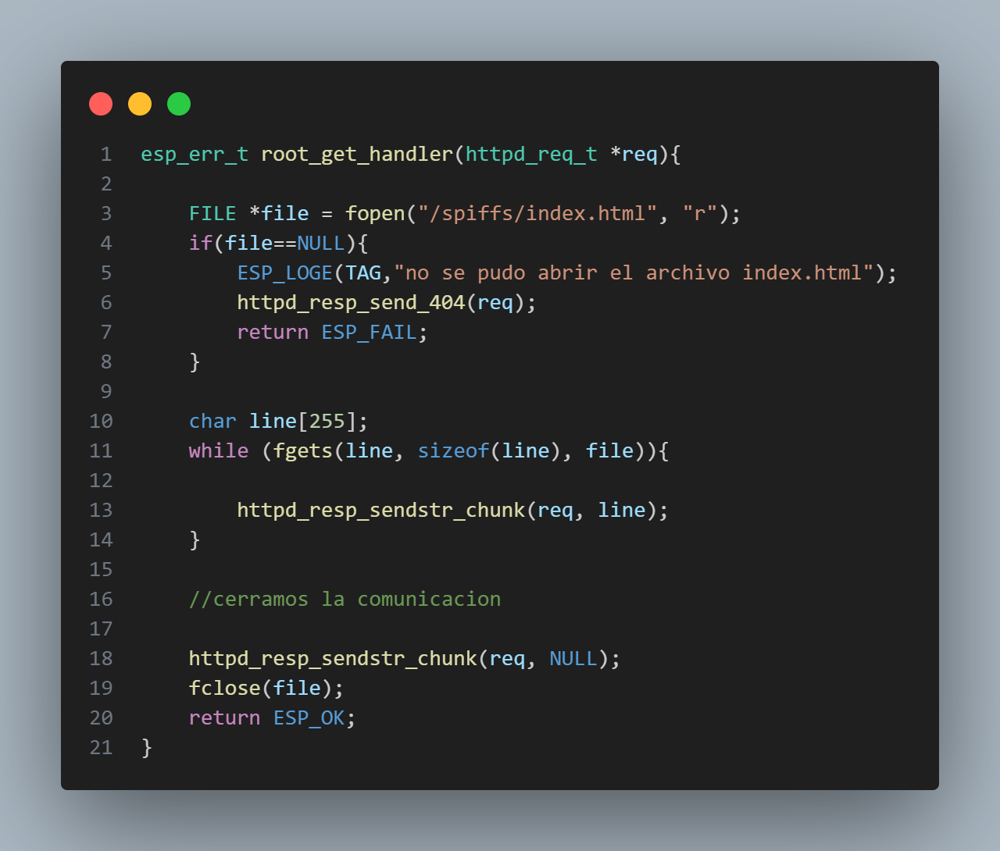 1 esp_err_t root_get_handler(httpd_req_t *req){
2
3     FILE *file = fopen("/spiffs/index.html", "r");
4     if(file==NULL){
5         ESP_LOGE(TAG,"no se pudo abrir el archivo index.html");
6         httpd_resp_send_404(req);
7         return ESP_FAIL;
8     }
9
10     char line[255];
11     while (fgets(line, sizeof(line), file)){
12
13         httpd_resp_sendstr_chunk(req, line);
14     }
15
16     //cerramos la comunicacion
17
18     httpd_resp_sendstr_chunk(req, NULL);
19     fclose(file);
20     return ESP_OK;
21 }